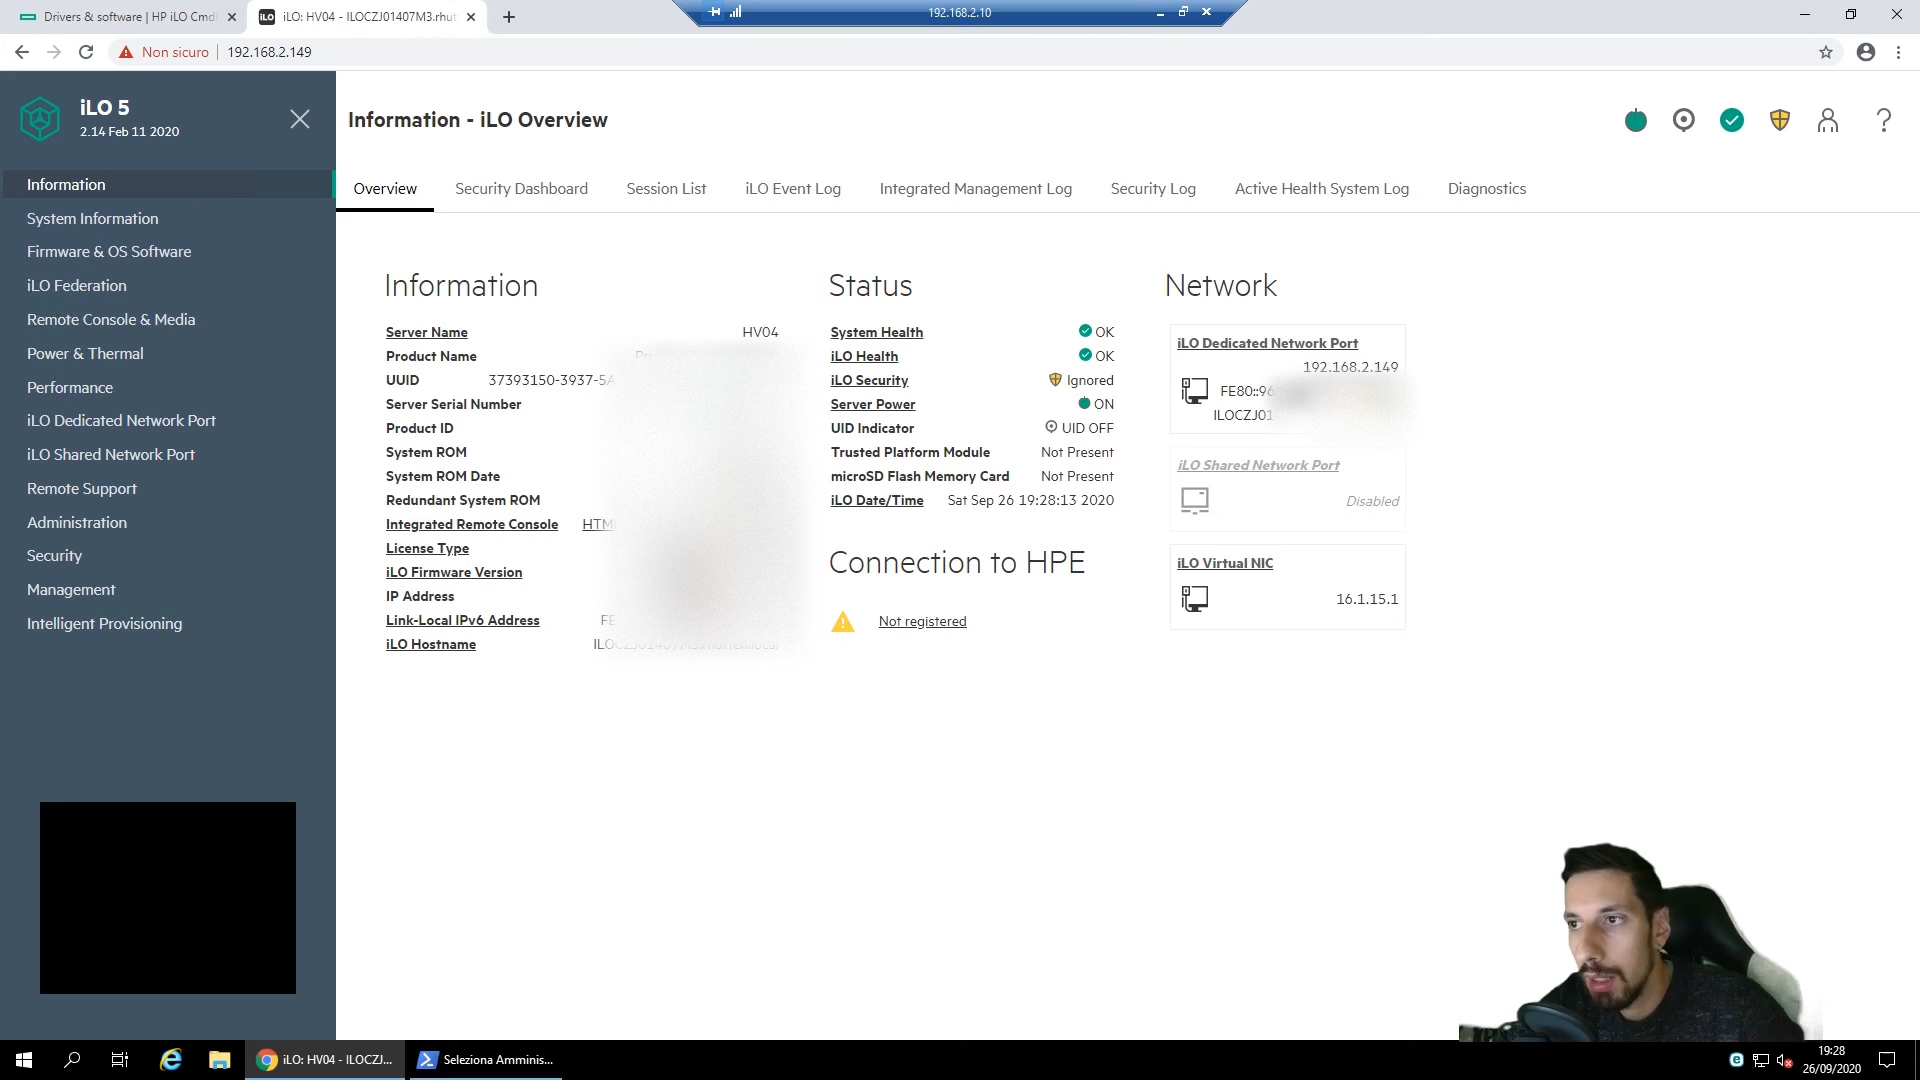 Drivers & software | HP iLO Cmdl
iLO: HV04 - ILOCZJ01407M3.rhut
192.168.2.10
Non sicuro
192.168.2.149
iLO 5
2.14 Feb 11 2020
Information - iLO Overview
Information
System Information
Firmware & OS Software
iLO Federation
Remote Console & Media
Power & Thermal
Performance
iLO Dedicated Network Port
iLO Shared Network Port
Remote Support
Administration
Security
Management
Intelligent Provisioning
Overview
Security Dashboard
Session List
iLO Event Log
Integrated Management Log
Security Log
Active Health System Log
Diagnostics
Information
Server Name HV04
Product Name
UUID 37393150-3937-5A
Server Serial Number
Product ID
System ROM
System ROM Date
Redundant System ROM
Integrated Remote Console HTM
License Type
iLO Firmware Version
IP Address
Link-Local IPv6 Address FE
iLO Hostname
Status
System Health OK
iLO Health OK
iLO Security Ignored
Server Power ON
UID Indicator UID OFF
Trusted Platform Module Not Present
microSD Flash Memory Card Not Present
iLO Date/Time Sat Sep 26 19:28:13 2020
Connection to HPE
Not registered
Network
iLO Dedicated Network Port
192.168.2.149
FE80::96
ILOCZJ01
iLO Shared Network Port
Disabled
iLO Virtual NIC
16.1.15.1
iLO: HV04 - ILOCZJ...
Seleziona Amminis...
19:28
26/09/2020